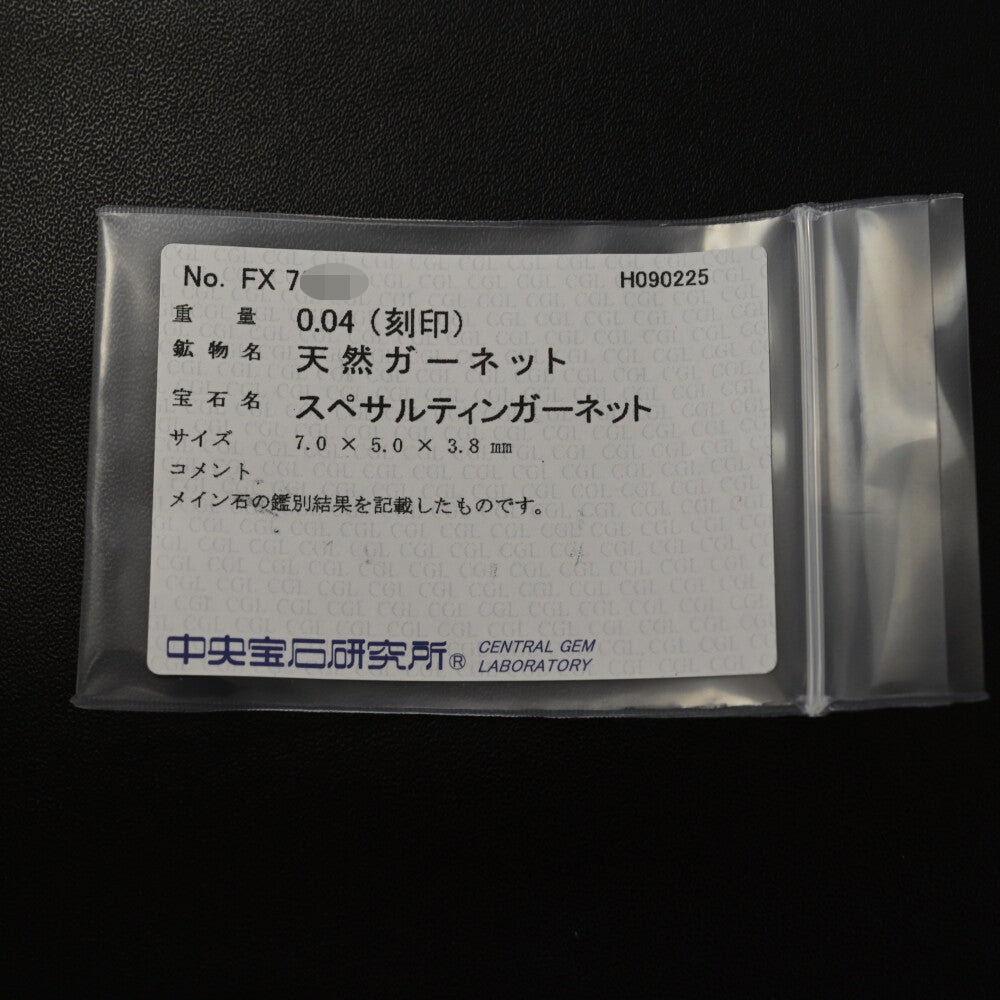 No. FX 7
H090225
重量 0.04（刻印）
鉱物名 天然ガーネット
宝石名 スペサルティンガーネット
サイズ 7.0 × 5.0 × 3.8 ㎜
コメント
メイン石の鑑別結果を記載したものです。
中央宝石研究所® CENTRAL GEM
LABORATORY